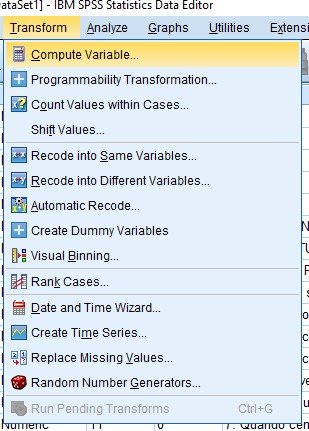 DataSet1] - IBM SPSS Statistics Data Editor
Transform Analyze Graphs Utilities Extensi
Compute Variable...
Programmability Transformation...
Count Values within Cases...
Shift Values...
Recode into Same Variables...
Recode into Different Variables...
Automatic Recode...
Create Dummy Variables
Visual Binning...
Rank Cases...
Date and Time Wizard...
Create Time Series...
Replace Missing Values...
Random Number Generators...
Run Pending Transforms Ctrl+G
Numeric 11 0 7. Quando cen